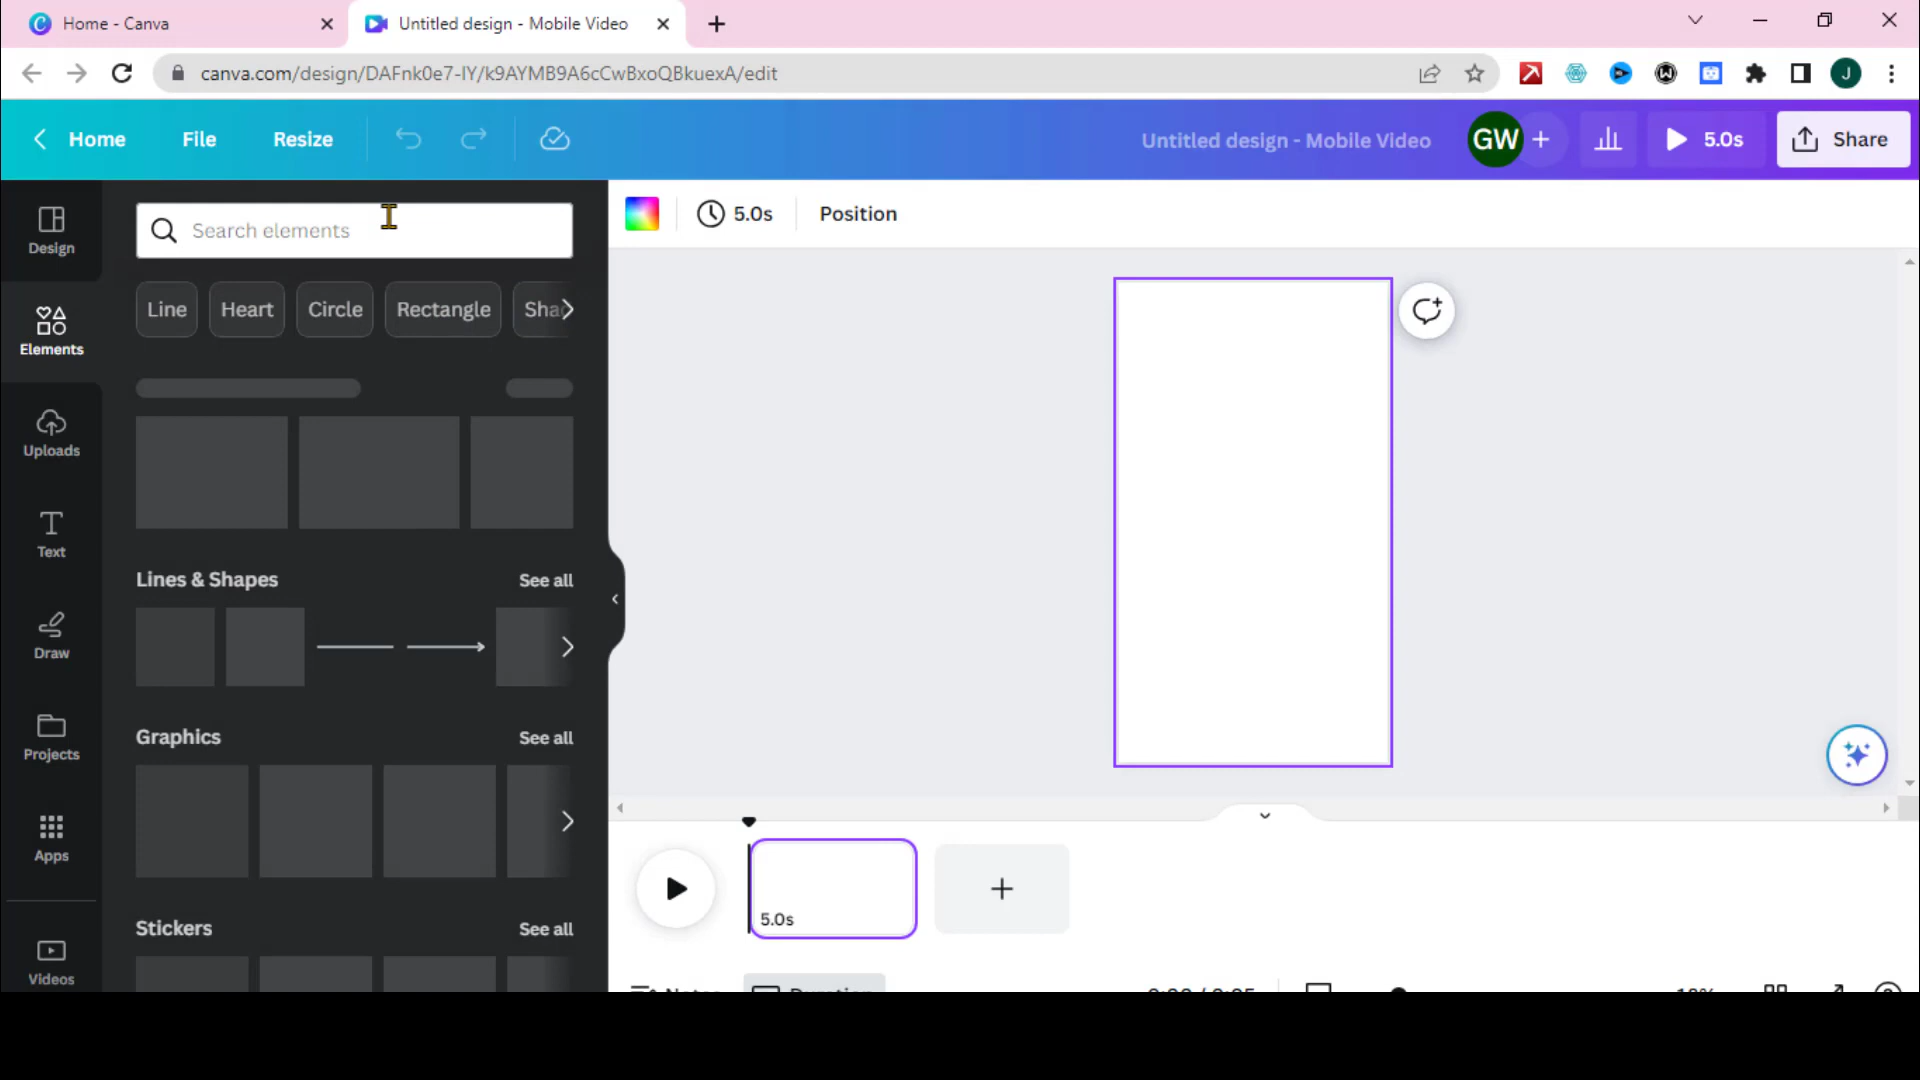 Home - Canva
Untitled design - Mobile Video
canva.com/design/DAFnk0e7-IY/k9AYMB9A6cCwBxoQBkuexA/edit
J
Home
File
Resize
Untitled design - Mobile Video
GW
5.0s
Share
Design
Search elements
5.0s
Position
Line
Heart
Circle
Rectangle
Sha
Elements
Uploads
Text
Lines & Shapes
See all
Draw
Graphics
See all
Projects
Apps
5.0s
Stickers
See all
Videos
Notes
Duration